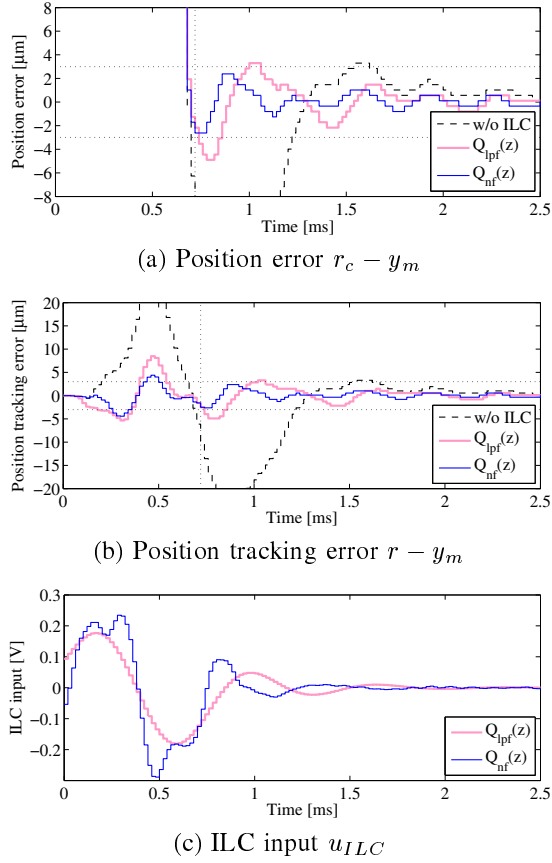 8
6
4
2
0
-2
-4
-6
8
Position error [μm]
0
0.5
1
1.5
2
2.5
Time [ms]
w/o ILC
Q_lpf(z)
Q_nf(z)
(a) Position error r_c − y_m
20
15
10
5
0
−5
−10
−15
−20
Position tracking error [μm]
0
0.5
1
1.5
2
2.5
Time [ms]
w/o ILC
Q_lpf(z)
Q_nf(z)
(b) Position tracking error r − y_m
0.3
0.2
0.1
0
-0.1
-0.2
ILC input [V]
0
0.5
1
1.5
2
2.5
Time [ms]
Q_lpf(z)
Q_nf(z)
(c) ILC input u_ILC